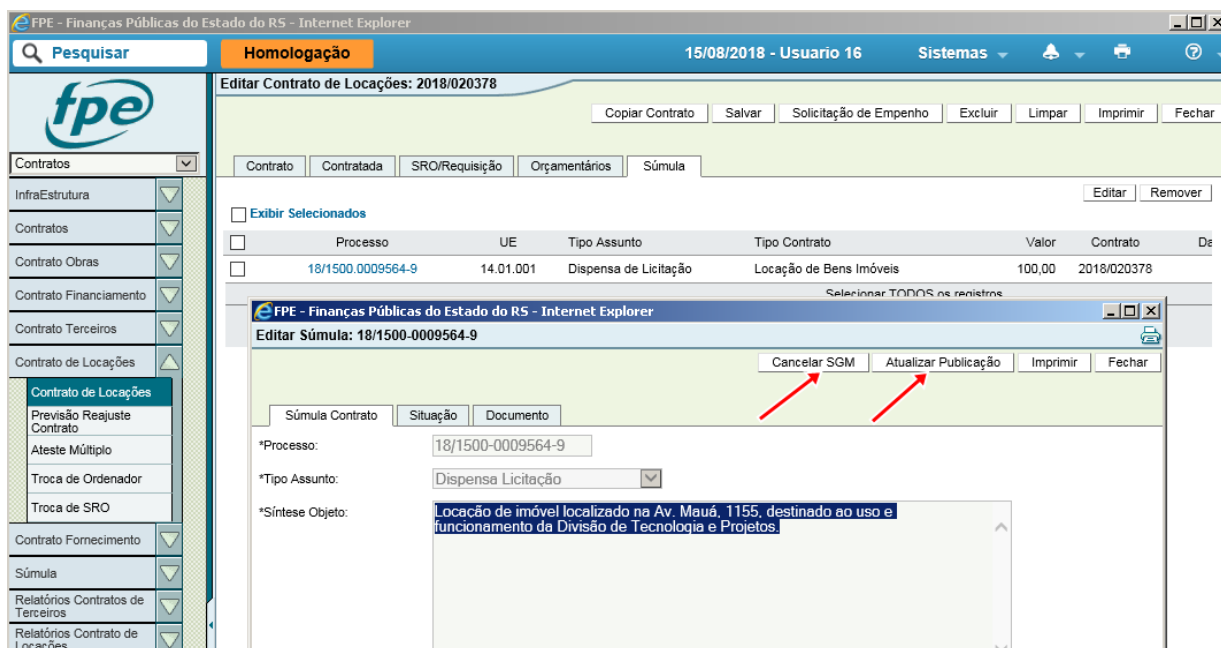 FPE - Finanças Públicas do Estado do RS - Internet Explorer
Pesquisar
Homologação
15/08/2018 - Usuario 16
Sistemas
fpe
Contratos
InfraEstrutura
Contratos
Contrato Obras
Contrato Financiamento
Contrato Terceiros
Contrato de Locações
Contrato de Locações
Previsão Reajuste
Contrato
Ateste Múltiplo
Troca de Ordenador
Troca de SRO
Contrato Fornecimento
Súmula
Relatórios Contratos de
Terceiros
Relatórios Contrato de
Locações
Editar Contrato de Locações: 2018/020378
Copiar Contrato Salvar Solicitação de Empenho Excluir Limpar Imprimir Fechar
Contrato Contratada SRO/Requisição Orçamentários Súmula
Editar Remover
Exibir Selecionados
Processo UE Tipo Assunto Tipo Contrato Valor Contrato Da
18/1500.0009564-9 14.01.001 Dispensa de Licitação Locação de Bens Imóveis 100,00 2018/020378
Selecionar TODOS os registros
FPE - Finanças Públicas do Estado do RS - Internet Explorer
Editar Súmula: 18/1500-0009564-9
Cancelar SGM Atualizar Publicação Imprimir Fechar
Súmula Contrato Situação Documento
*Processo: 18/1500-0009564-9
*Tipo Assunto: Dispensa Licitação
*Síntese Objeto: Locação de imóvel localizado na Av. Mauá, 1155, destinado ao uso e
funcionamento da Divisão de Tecnologia e Projetos.